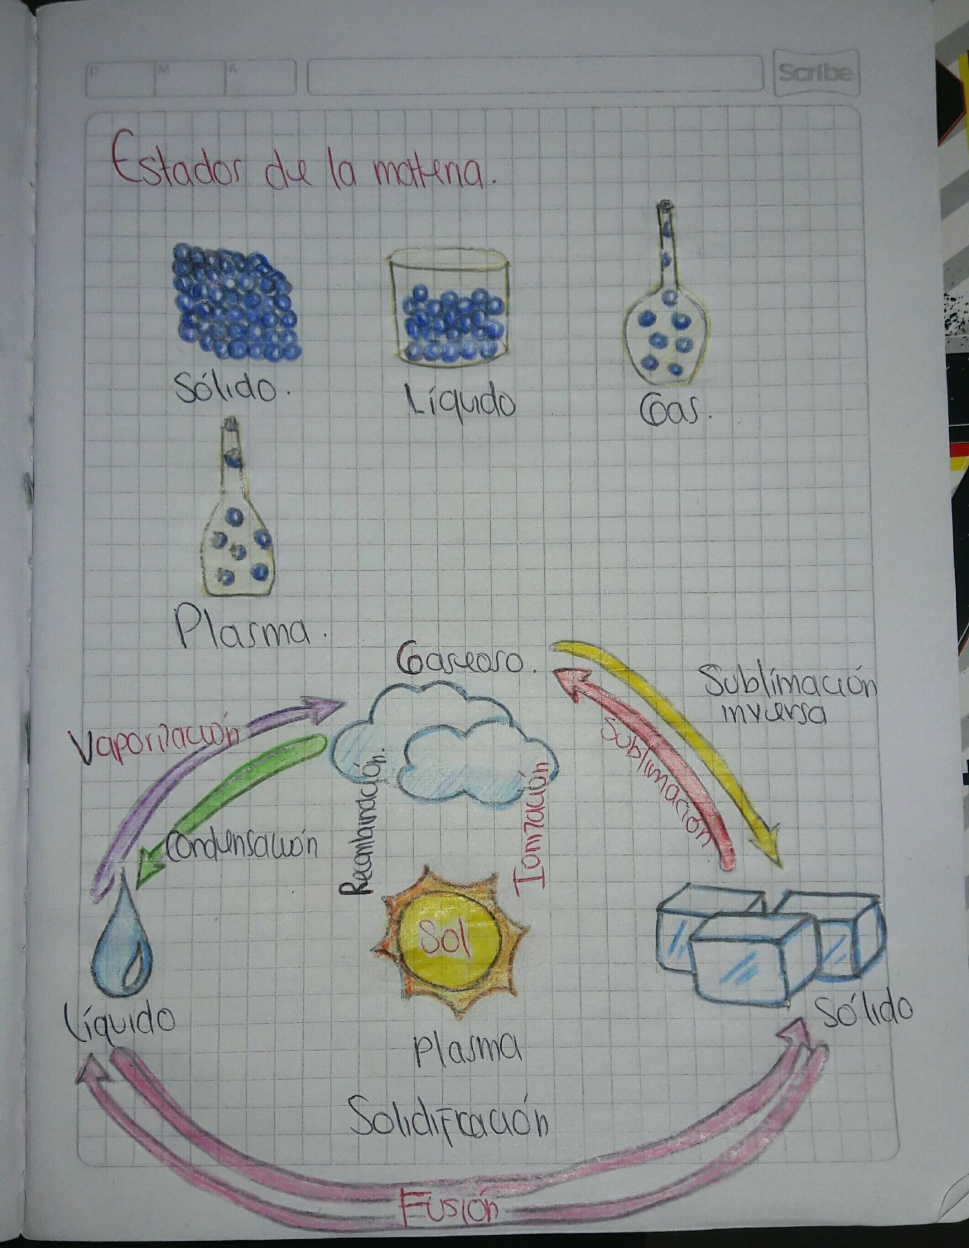 D M A
Scribe
Estados de la materia.
Sólido.
Líquido
Gas.
Plasma.
Gaseoso.
Sublimación
inversa
Vaporización
Sublimación
Condensación
Recombinación.
Ionización
Sol
Líquido
Sólido
Plasma
Solidifcación
Fusión